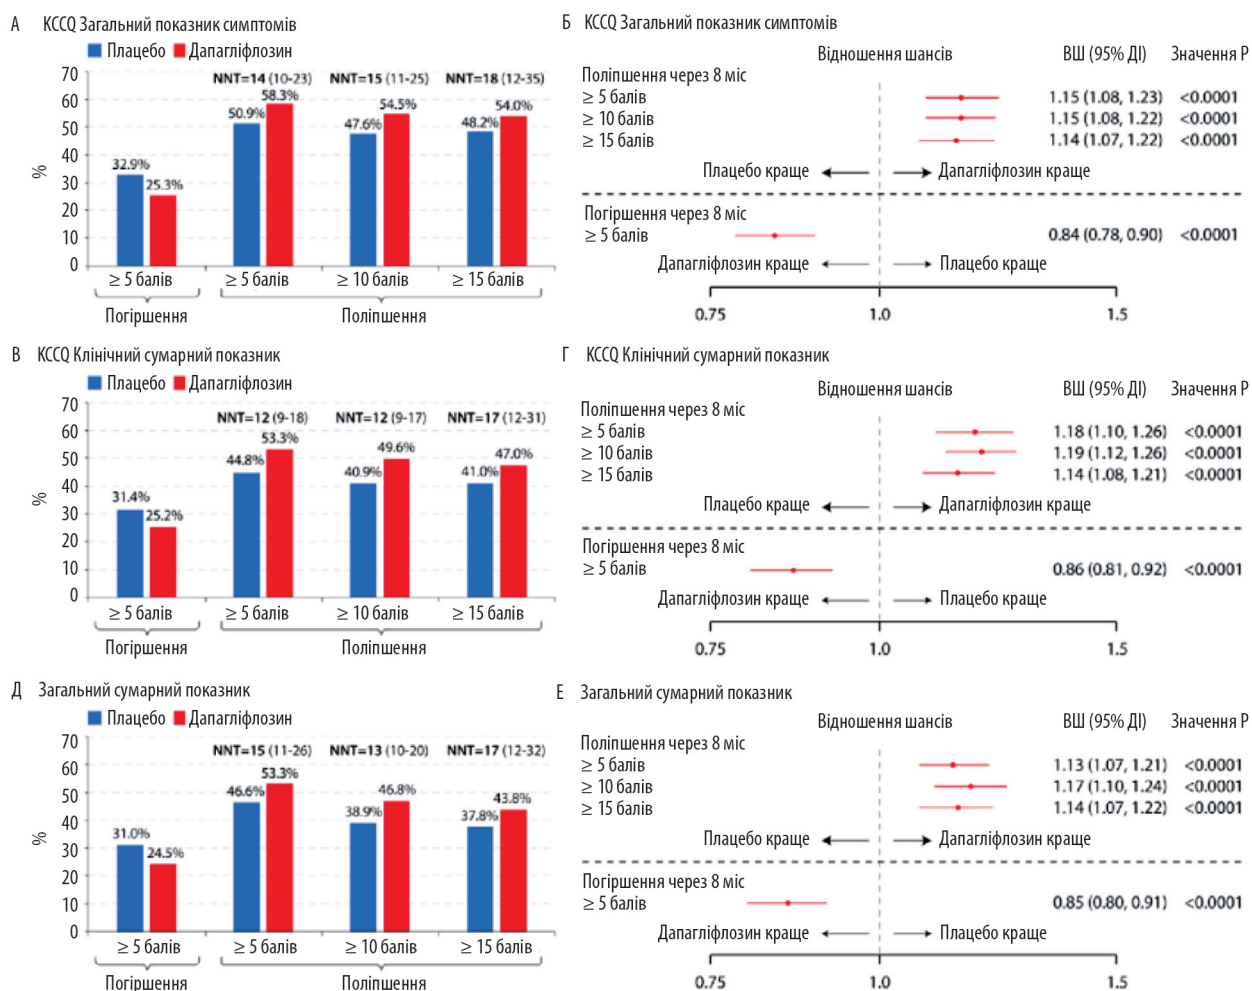 А KCCQ Загальний показник симптомів
Плацебо Дапагліфлозин
NNT=14 (10-23) NNT=15 (11-25) NNT=18 (12-35)
70
60
50
40
30
20
10
0
%
32.9% 25.3% 50.9% 58.3% 47.6% 54.5% 48.2% 54.0%
≥ 5 балів ≥ 5 балів ≥ 10 балів ≥ 15 балів
Погіршення Поліпшення
Б KCCQ Загальний показник симптомів
Відношення шансів ВШ (95% ДІ) Значення Р
Поліпшення через 8 міс
≥ 5 балів 1.15 (1.08, 1.23) <0.0001
≥ 10 балів 1.15 (1.08, 1.22) <0.0001
≥ 15 балів 1.14 (1.07, 1.22) <0.0001
Плацебо краще Дапагліфлозин краще
Погіршення через 8 міс
≥ 5 балів 0.84 (0.78, 0.90) <0.0001
Дапагліфлозин краще Плацебо краще
0.75 1.0 1.5
В KCCQ Клінічний сумарний показник
Плацебо Дапагліфлозин
NNT=12 (9-18) NNT=12 (9-17) NNT=17 (12-31)
70
60
50
40
30
20
10
0
%
31.4% 25.2% 44.8% 53.3% 40.9% 49.6% 41.0% 47.0%
≥ 5 балів ≥ 5 балів ≥ 10 балів ≥ 15 балів
Погіршення Поліпшення
Г KCCQ Клінічний сумарний показник
Відношення шансів ВШ (95% ДІ) Значення Р
Поліпшення через 8 міс
≥ 5 балів 1.18 (1.10, 1.26) <0.0001
≥ 10 балів 1.19 (1.12, 1.26) <0.0001
≥ 15 балів 1.14 (1.08, 1.21) <0.0001
Плацебо краще Дапагліфлозин краще
Погіршення через 8 міс
≥ 5 балів 0.86 (0.81, 0.92) <0.0001
Дапагліфлозин краще Плацебо краще
0.75 1.0 1.5
Д Загальний сумарний показник
Плацебо Дапагліфлозин
NNT=15 (11-26) NNT=13 (10-20) NNT=17 (12-32)
70
60
50
40
30
20
10
0
%
31.0% 24.5% 46.6% 53.3% 38.9% 46.8% 37.8% 43.8%
≥ 5 балів ≥ 5 балів ≥ 10 балів ≥ 15 балів
Погіршення Поліпшення
Е Загальний сумарний показник
Відношення шансів ВШ (95% ДІ) Значення Р
Поліпшення через 8 міс
≥ 5 балів 1.13 (1.07, 1.21) <0.0001
≥ 10 балів 1.17 (1.10, 1.24) <0.0001
≥ 15 балів 1.14 (1.07, 1.22) <0.0001
Плацебо краще Дапагліфлозин краще
Погіршення через 8 міс
≥ 5 балів 0.85 (0.80, 0.91) <0.0001
Дапагліфлозин краще Плацебо краще
0.75 1.0 1.5